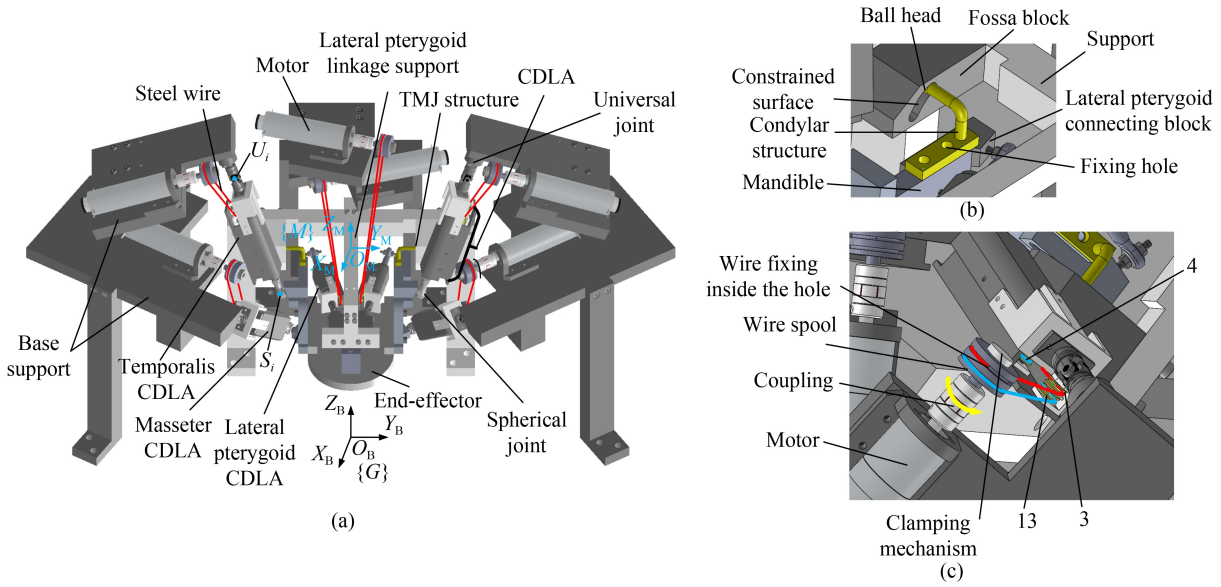 Lateral pterygoid
linkage support
Motor
CDLA
Steel wire
TMJ structure
Universal
joint
U_i
{M}
Z_M
Y_M
X_M
O_M
Base
support
Temporalis
CDLA
S_i
Masseter
CDLA
Lateral
pterygoid
CDLA
End-effector
Spherical
joint
Z_B
Y_B
X_B
O_B
{G}
(a)
Ball head
Fossa block
Support
Constrained
surface
Condylar
structure
Lateral pterygoid
connecting block
Mandible
Fixing hole
(b)
Wire fixing
inside the hole
4
Wire spool
Coupling
Motor
Clamping
mechanism
13
3
(c)